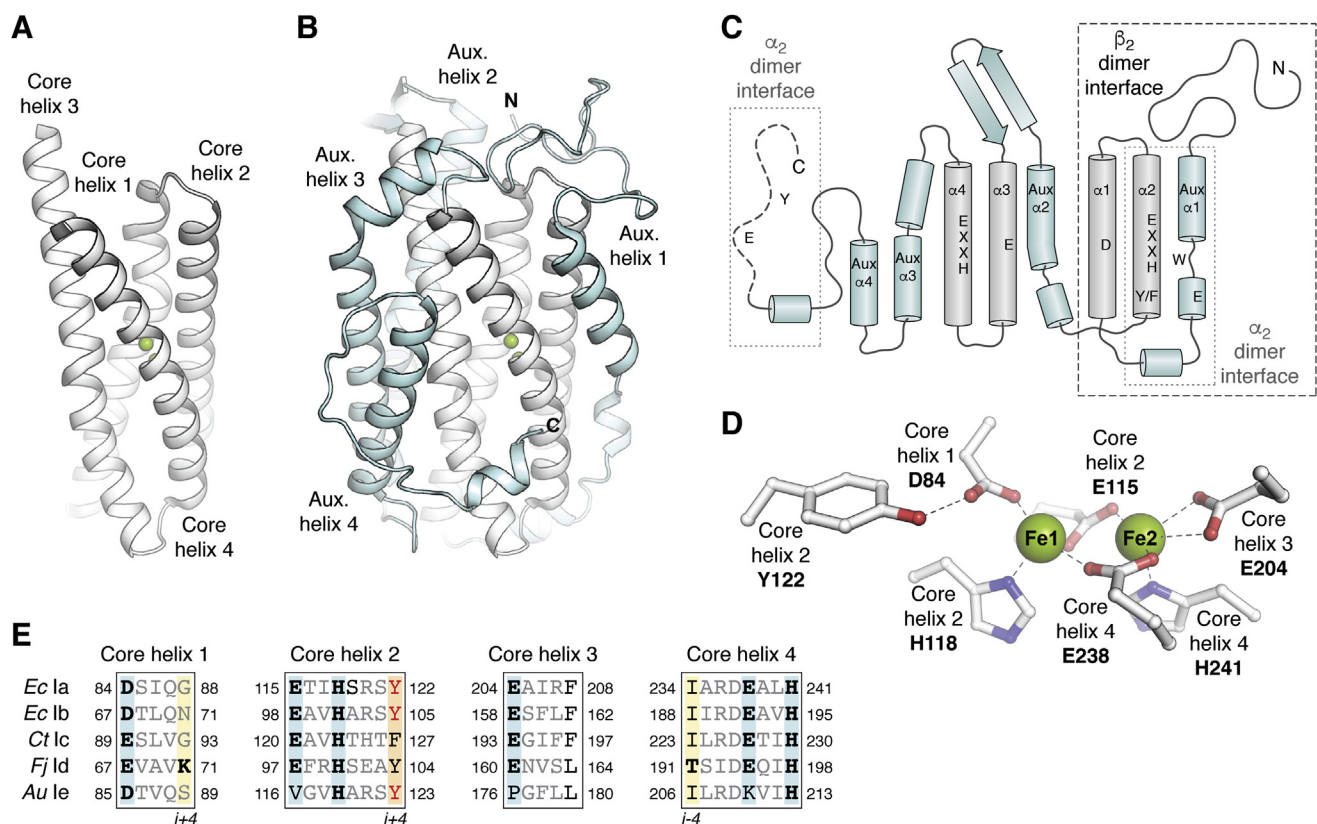 A
Core
helix 3
Core
helix 1
Core
helix 2
Core
helix 4
B
Aux.
helix 2
N
Aux.
helix 3
Aux.
helix 1
C
Aux.
helix 4
C
α2
dimer
interface
C
Y
E
Aux
α4
Aux
α3
α4
E
X
X
H
α3
E
Aux
α2
β2
dimer
interface
N
α1
D
α2
E
X
X
H
Y/F
Aux
α1
W
E
α2
dimer
interface
D
Core
helix 1
D84
Core
helix 2
E115
Core
helix 2
Y122
Fe1
Fe2
Core
helix 3
E204
Core
helix 2
H118
Core
helix 4
E238
Core
helix 4
H241
E
Core helix 1 Core helix 2 Core helix 3 Core helix 4
Ec Ia 84 DSIQG 88 115 ETIHSRSY 122 204 EAIRF 208 234 IARDEALH 241
Ec Ib 67 DTLQN 71 98 EAVHARSY 105 158 ESFLF 162 188 IIRDEAVH 195
Ct Ic 89 ESLVG 93 120 EAVHTHTF 127 193 EGIFF 197 223 ILRDETIH 230
Fj Id 67 EVAVK 71 97 EFRHSEAY 104 160 ENVSL 164 191 TSIDEQIH 198
Au Ie 85 DTVQS 89 116 VGVHARSY 123 176 PGFLL 180 206 ILRDKVIH 213
i+4 i+4 i-4